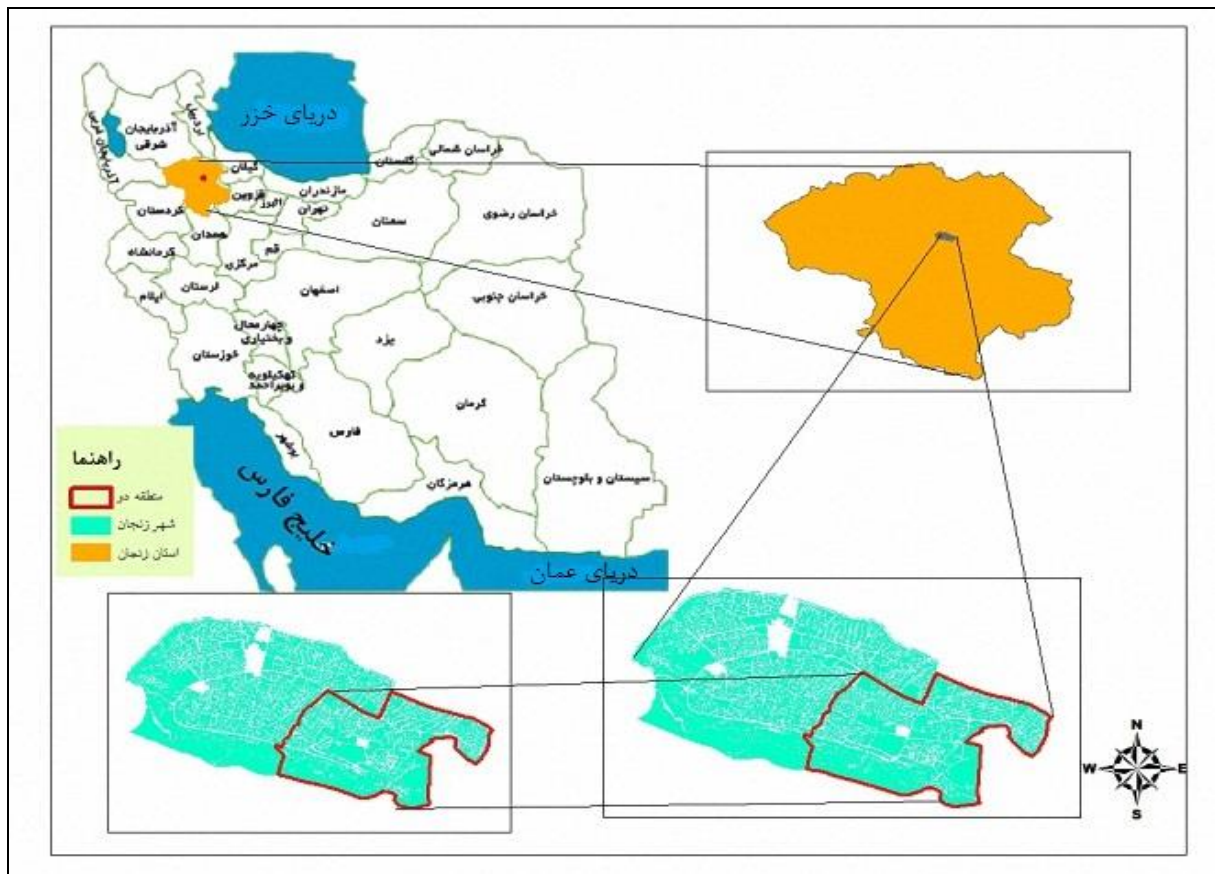 دریای خزر
اردبیل
آذربایجان
شرقی
آذربایجان غربی
گیلان
گلستان
خراسان شمالی
مازندران
قزوین
البرز
تهران
سمنان
خراسان رضوی
کردستان
همدان
قم
مرکزی
کرمانشاه
لرستان
ایلام
اصفهان
خراسان جنوبی
چهارمحال
و بختیاری
یزد
خوزستان
کهکیلویه
و بویراحمد
کرمان
فارس
بوشهر
هرمزگان
سیستان و بلوچستان
خلیج فارس
دریای عمان
راهنما
منطقه دو
شهر زنجان
استان زنجان
N
W
E
S